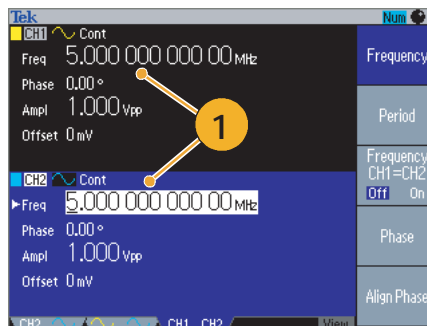 Tek
Num
CH1 Cont
Freq 5.000 000 000 00 MHz
Phase 0.00 °
Ampl 1.000 Vpp
Offset 0 mV
1
CH2 Cont
Freq 5.000 000 000 00 MHz
Phase 0.00 °
Ampl 1.000 Vpp
Offset 0 mV
Frequency
Period
Frequency
CH1=CH2
Off On
Phase
Align Phase
CH2 CH1 CH2 View